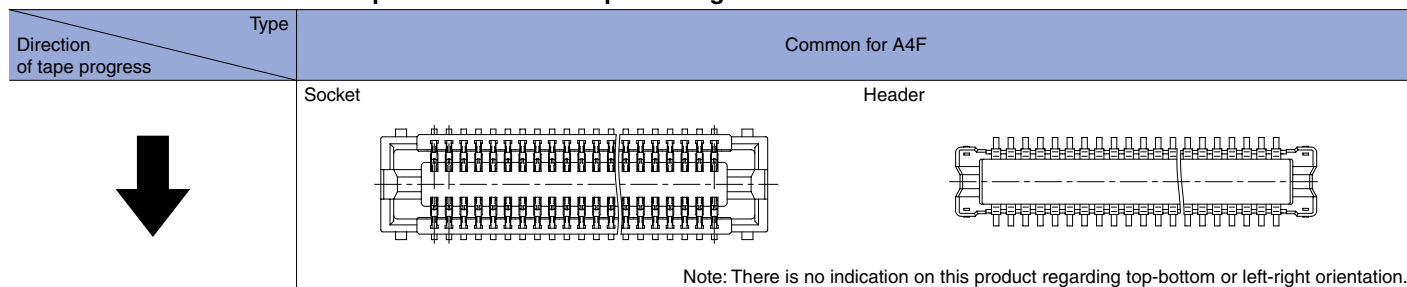 Type
Direction
of tape progress
Common for A4F
Socket
Header
Note: There is no indication on this product regarding top-bottom or left-right orientation.